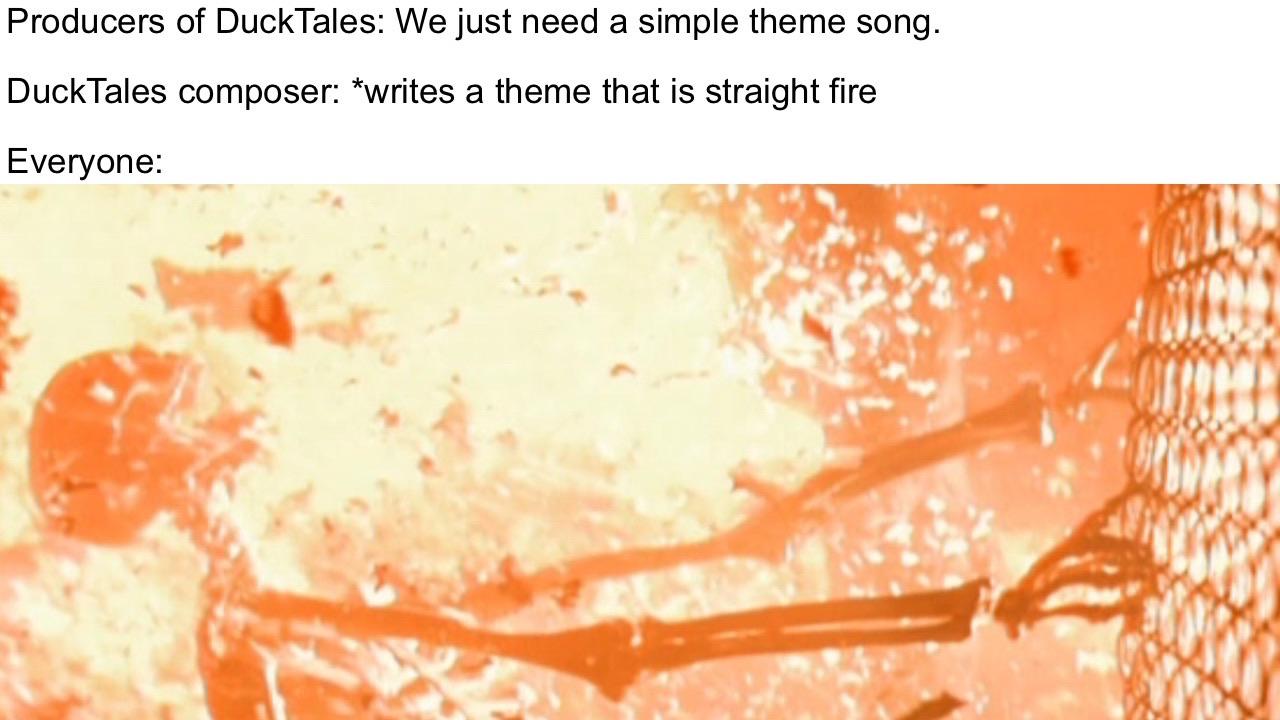 Producers of DuckTales: We just need a simple theme song.
DuckTales composer: *writes a theme that is straight fire
Everyone: